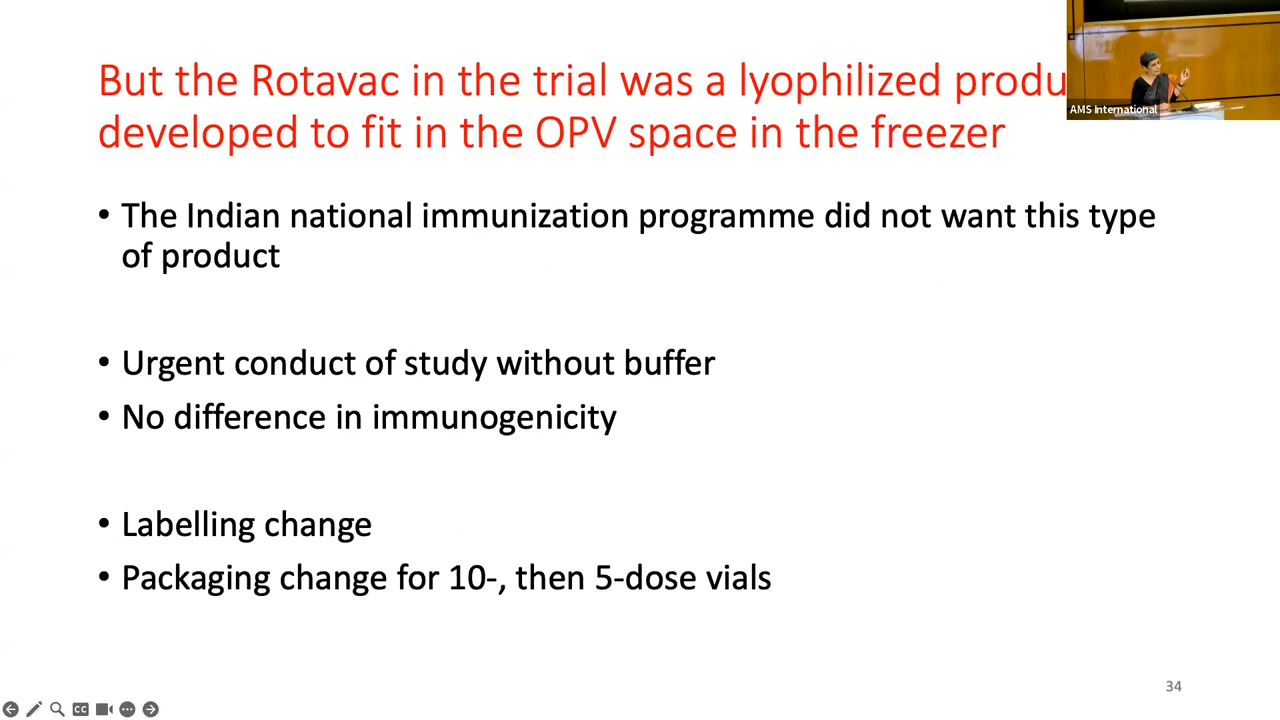 But the Rotavac in the trial was a lyophilized produ
developed to fit in the OPV space in the freezer
AMS International
• The Indian national immunization programme did not want this type
of product
• Urgent conduct of study without buffer
• No difference in immunogenicity
• Labelling change
• Packaging change for 10-, then 5-dose vials
34
CC